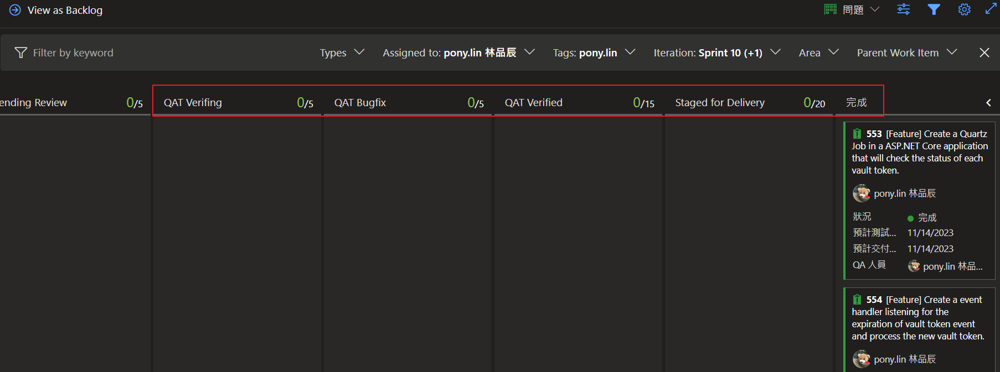 View as Backlog
問題
Filter by keyword
Types
Assigned to: pony.lin 林品辰
Tags: pony.lin
Iteration: Sprint 10 (+1)
Area
Parent Work Item
ending Review 0/5
QAT Verifing 0/5
QAT Bugfix 0/5
QAT Verified 0/15
Staged for Delivery 0/20
完成
553 [Feature] Create a Quartz
Job in a ASP.NET Core application
that will check the status of each
vault token.
pony.lin 林品辰
狀況 完成
預計測試... 11/14/2023
預計交付... 11/14/2023
QA 人員 pony.lin 林品...
554 [Feature] Create a event
handler listening for the
expiration of vault token event
and process the new vault token.
pony.lin 林品辰